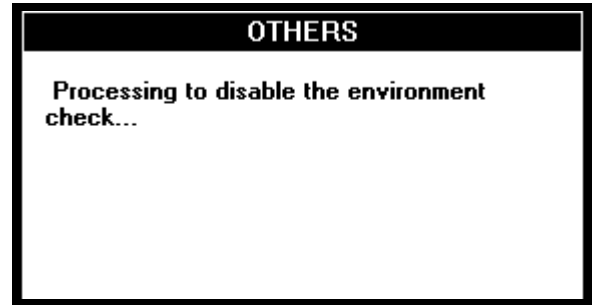 OTHERS
Processing to disable the environment
check...